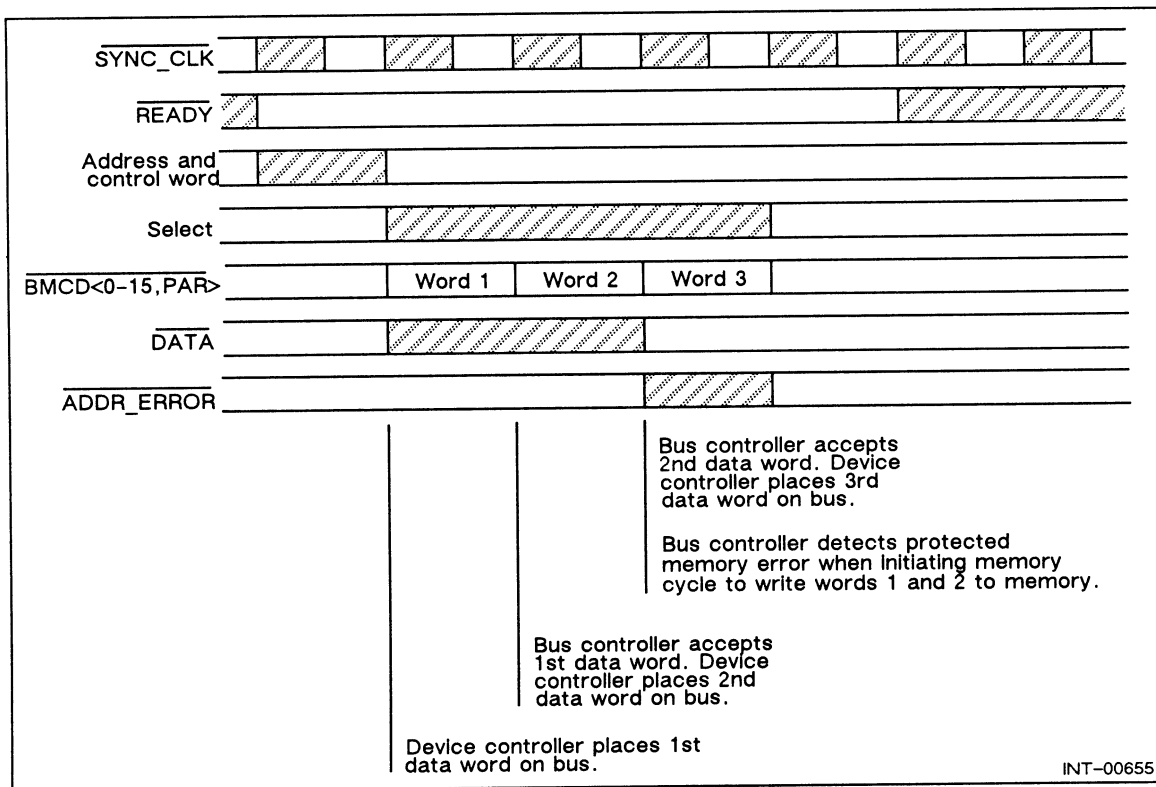 SYNC_CLK
READY
Address and
control word
Select
BMCD<0-15,PAR>
Word 1 Word 2 Word 3
DATA
ADDR_ERROR
Bus controller accepts
2nd data word. Device
controller places 3rd
data word on bus.
Bus controller detects protected
memory error when initiating memory
cycle to write words 1 and 2 to memory.
Bus controller accepts
1st data word. Device
controller places 2nd
data word on bus.
Device controller places 1st
data word on bus.
INT-00655